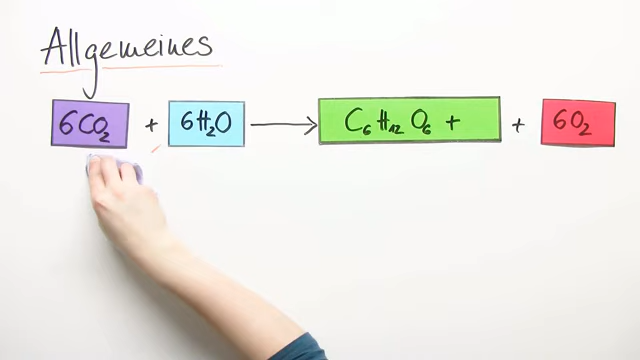 Allgemeines
6CO₂ + 6H₂O → C₆H₁₂O₆ + + 6O₂